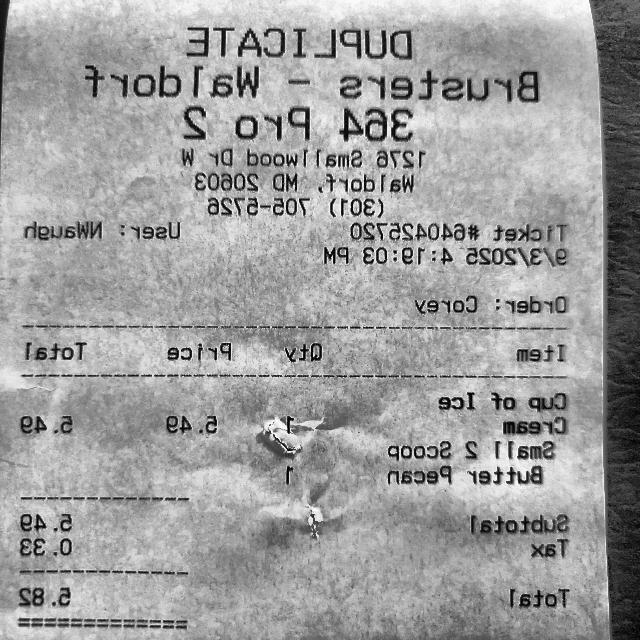 DUPLICATE
Brusters - Waldorf
364 Pro 2
1276 Smallwood Dr W
Waldorf, MD 20603
(301) 705-5726
Ticket #640425720 User: NWaugh
9/3/2025 4:19:03 PM
Order: Corey
Item Qty Price Total
Cup of Ice
Cream 1 5.49 5.49
Small 2 Scoop
Butter Pecan 1
Subtotal 5.49
Tax 0.33
Total 5.82